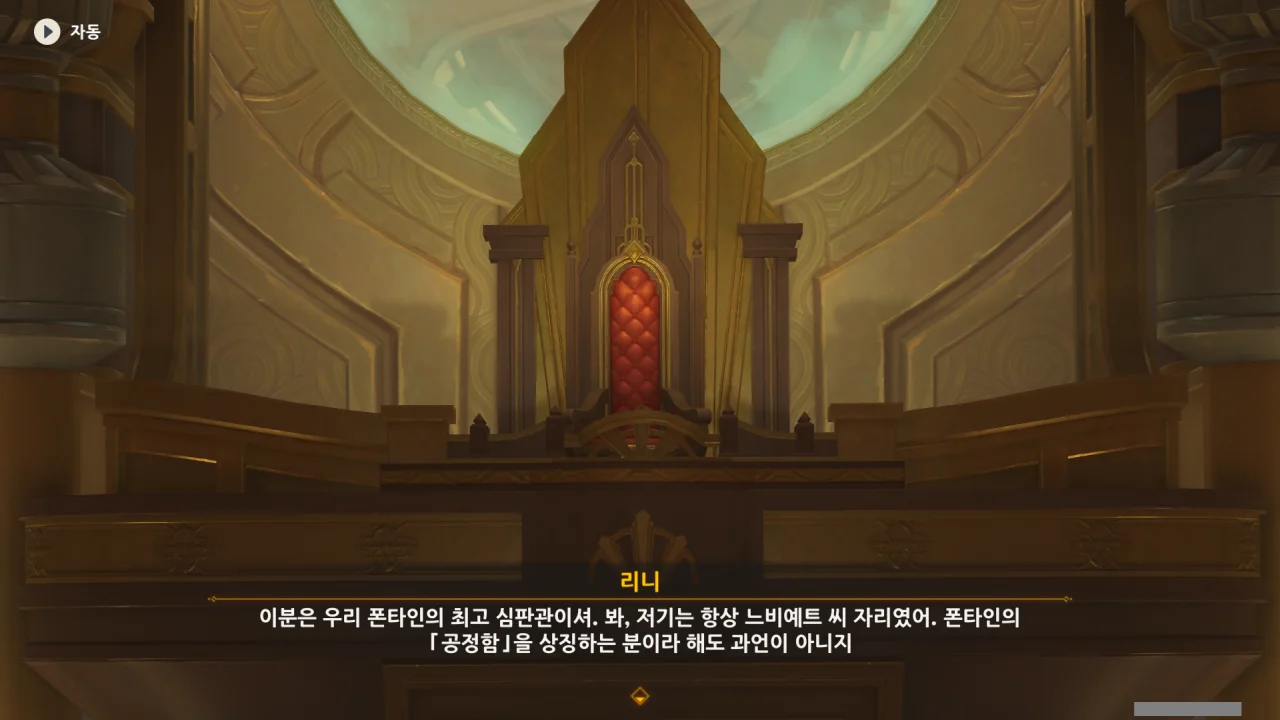 자동
리니
이분은 우리 폰타인의 최고 심판관이셔. 봐, 저기는 항상 느비예트 씨 자리였어. 폰타인의
「공정함」을 상징하는 분이라 해도 과언이 아니지